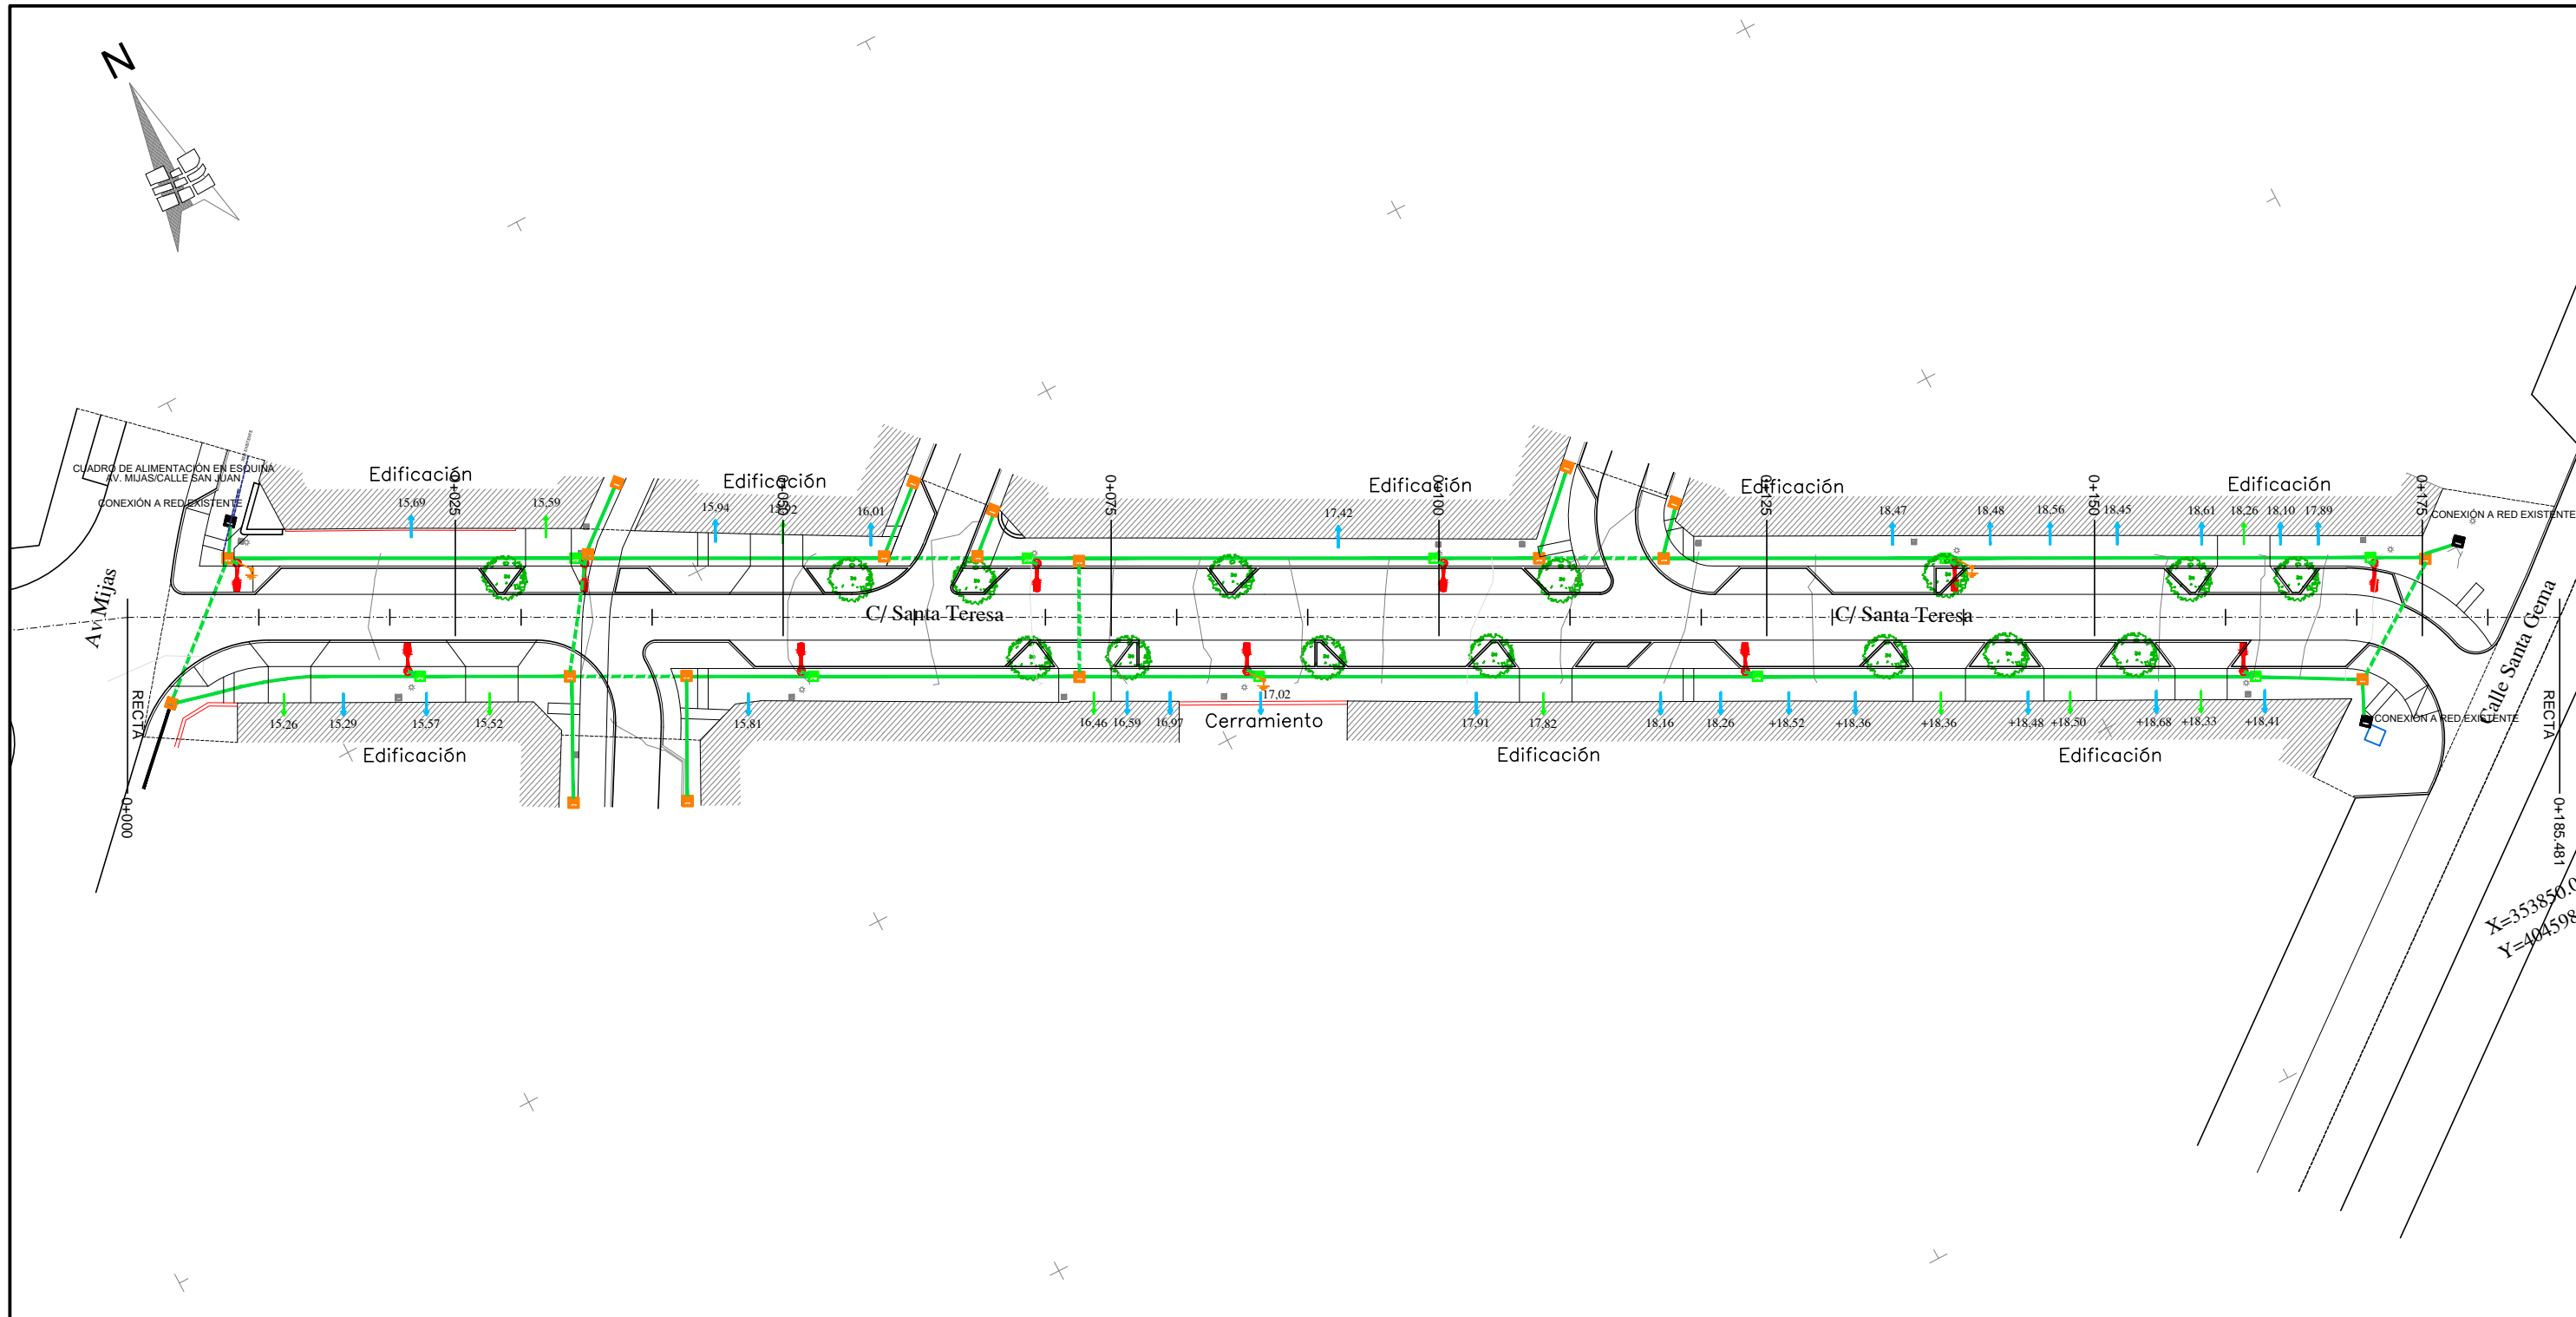 N
CUADRO DE ALIMENTACIÓN EN ESQUINA
AV. MIJAS/CALLE SAN JUAN
CONEXIÓN A RED EXISTENTE
Edificación
Edificación
Edificación
Edificación
Edificación
0+025
0+050
0+075
0+100
0+125
0+150
0+175
15,69
15,59
15,94
16,01
17,42
18,47
18,48
18,56
18,45
18,61
18,26
18,10
17,89
CONEXIÓN A RED EXISTENTE
Av Mijas
C/ Santa Teresa
C/ Santa Teresa
Calle Santa Gema
RECTA
0+000
15,26
15,29
15,57
15,52
15,81
16,46
16,59
16,97
17,02
Cerramiento
17,91
17,82
18,16
18,26
+18,52
+18,36
+18,36
+18,48
+18,50
+18,68
+18,33
+18,41
CONEXIÓN A RED EXISTENTE
Edificación
Edificación
Edificación
RECTA
0+185.481
X=353850.0
Y=404598